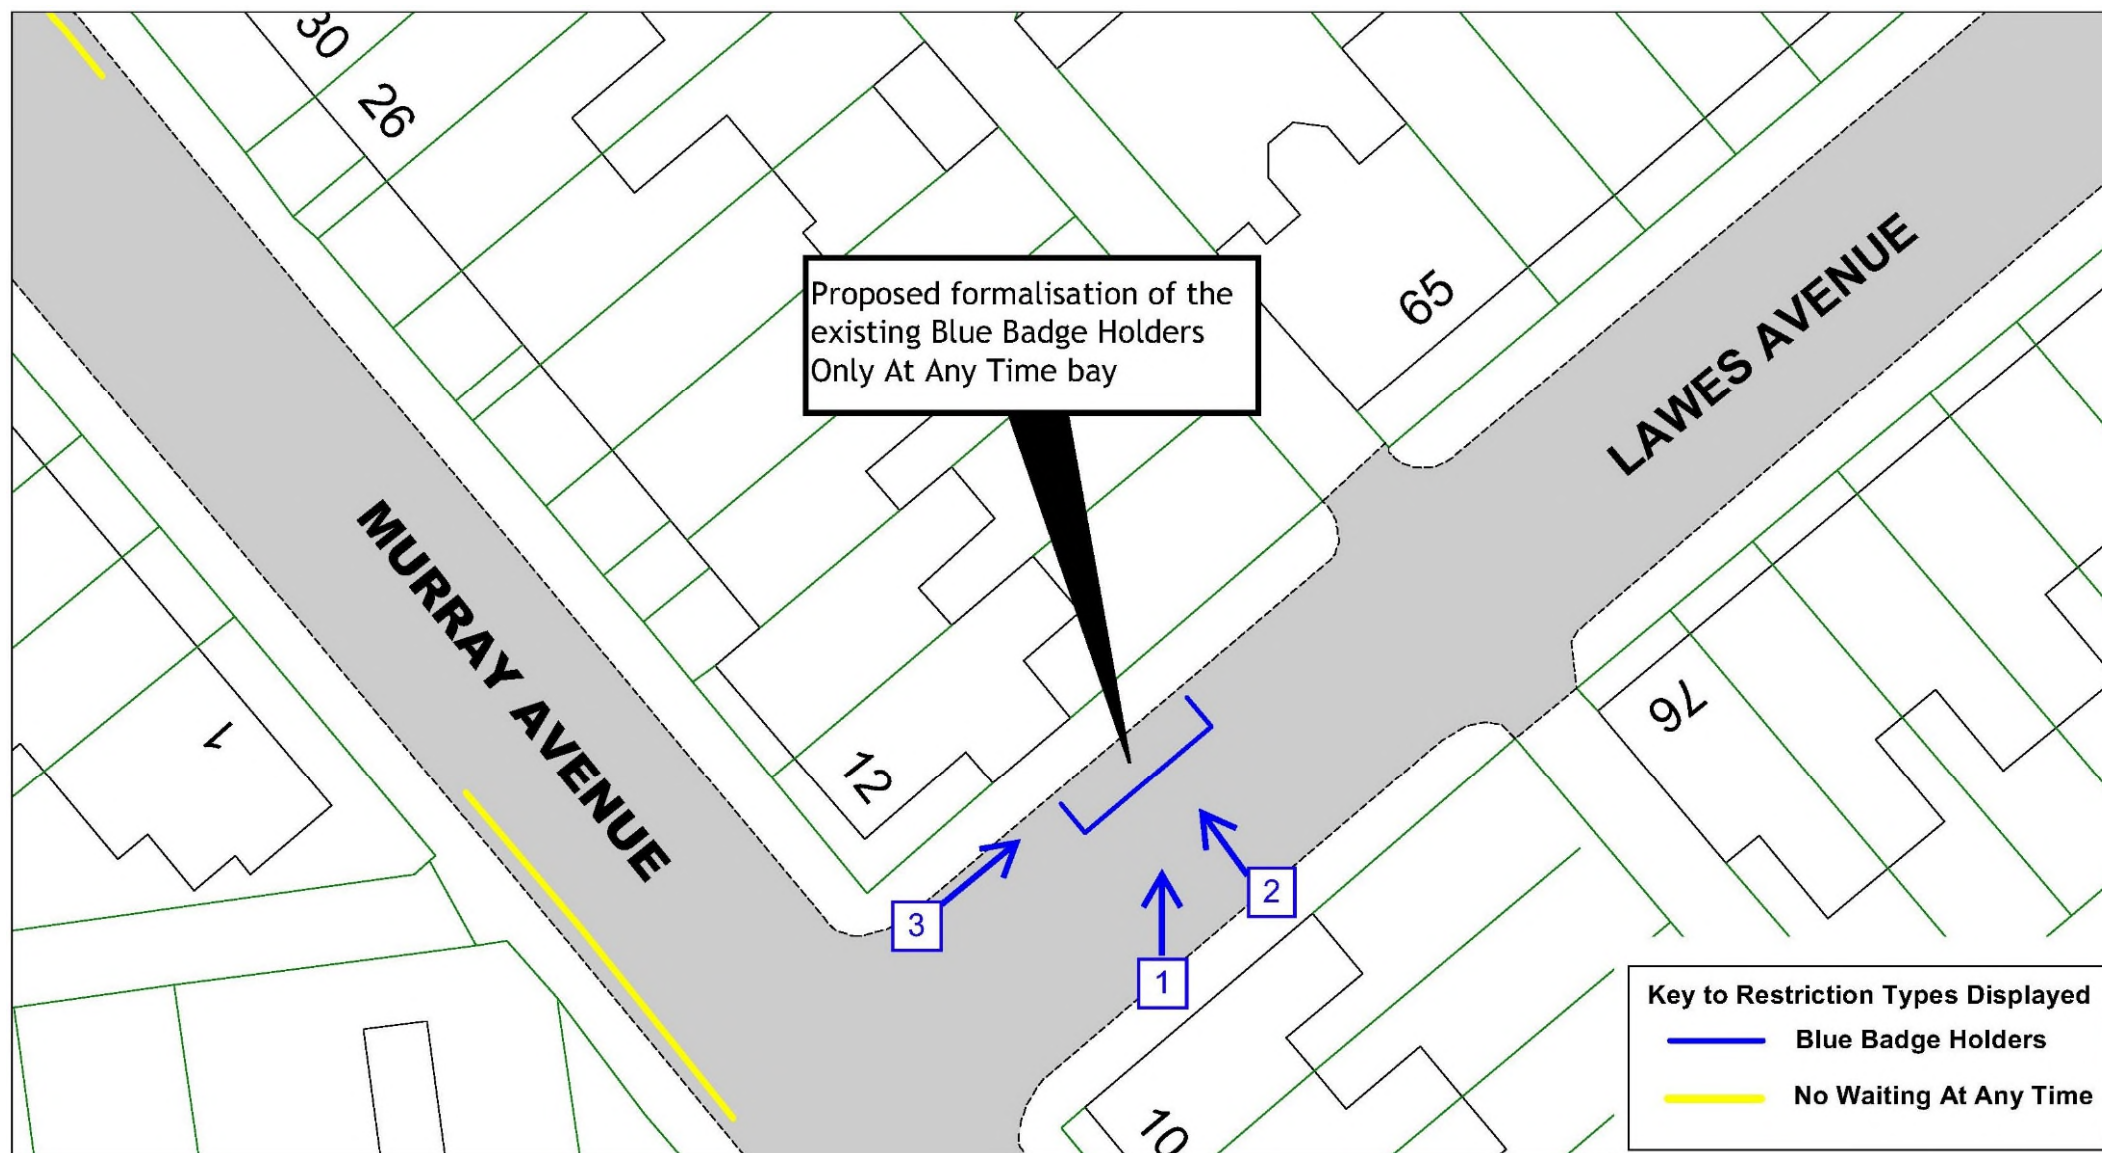 30
26
Proposed formalisation of the
existing Blue Badge Holders
Only At Any Time bay
65
LAWES AVENUE
MURRAY AVENUE
1
12
76
3
2
1
10
Key to Restriction Types Displayed
Blue Badge Holders
No Waiting At Any Time